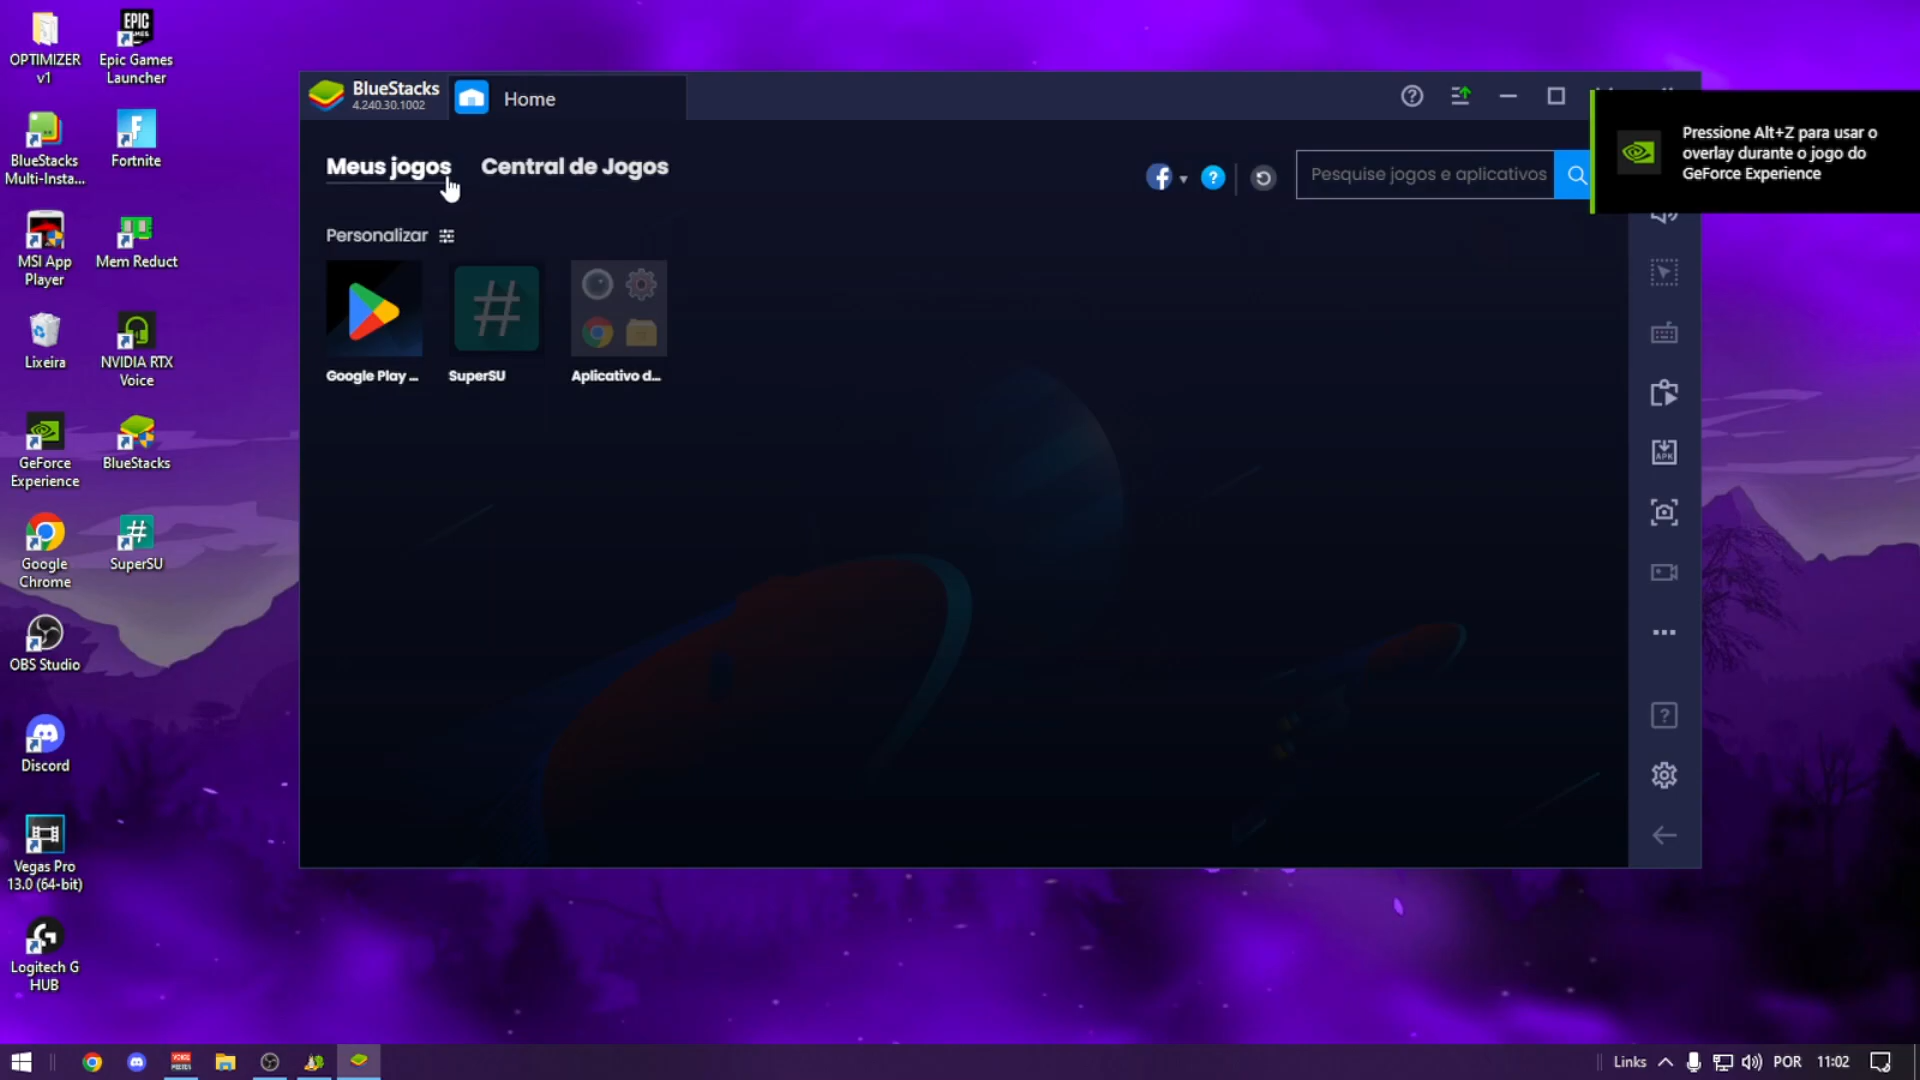 OPTIMIZER
v1
EPIC
GAMES
Epic Games
Launcher
BlueStacks
Multi-Insta...
Fortnite
MSI App
Player
Mem Reduct
Lixeira
NVIDIA RTX
Voice
GeForce
Experience
BlueStacks
Google
Chrome
SuperSU
OBS Studio
Discord
Vegas Pro
13.0 (64-bit)
Logitech G
HUB
BlueStacks
4.240.30.1002
Home
Meus jogos
Central de Jogos
Pesquise jogos e aplicativos
Pressione Alt+Z para usar o
overlay durante o jogo do
GeForce Experience
Personalizar
Google Play ...
SuperSU
Aplicativo d...
APK
Links
POR
11:02